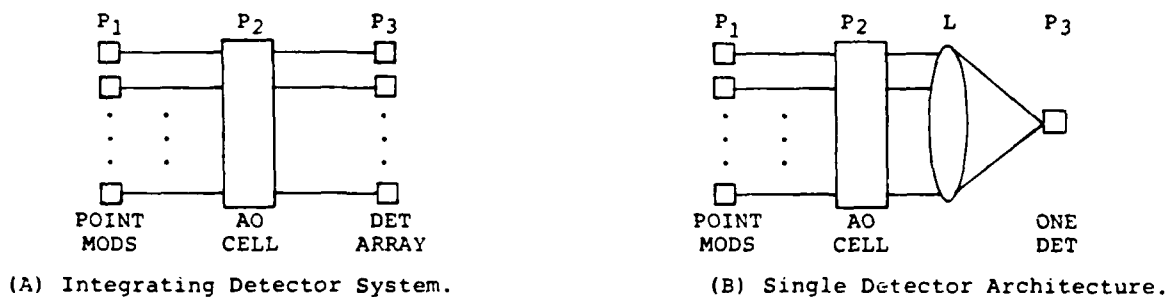 P1 P2 P3
POINT MODS
AO CELL
DET ARRAY
(A) Integrating Detector System.
P1 P2 L P3
POINT MODS
AO CELL
ONE DET
(B) Single Detector Architecture.